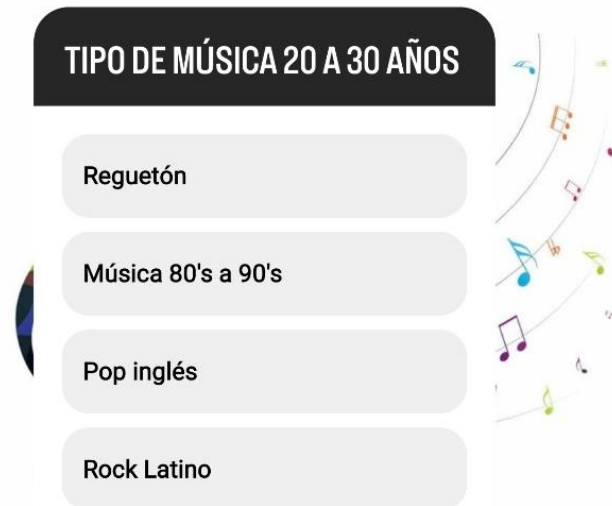 TIPO DE MÚSICA 20 A 30 AÑOS
Reguetón
Música 80's a 90's
Pop inglés
Rock Latino